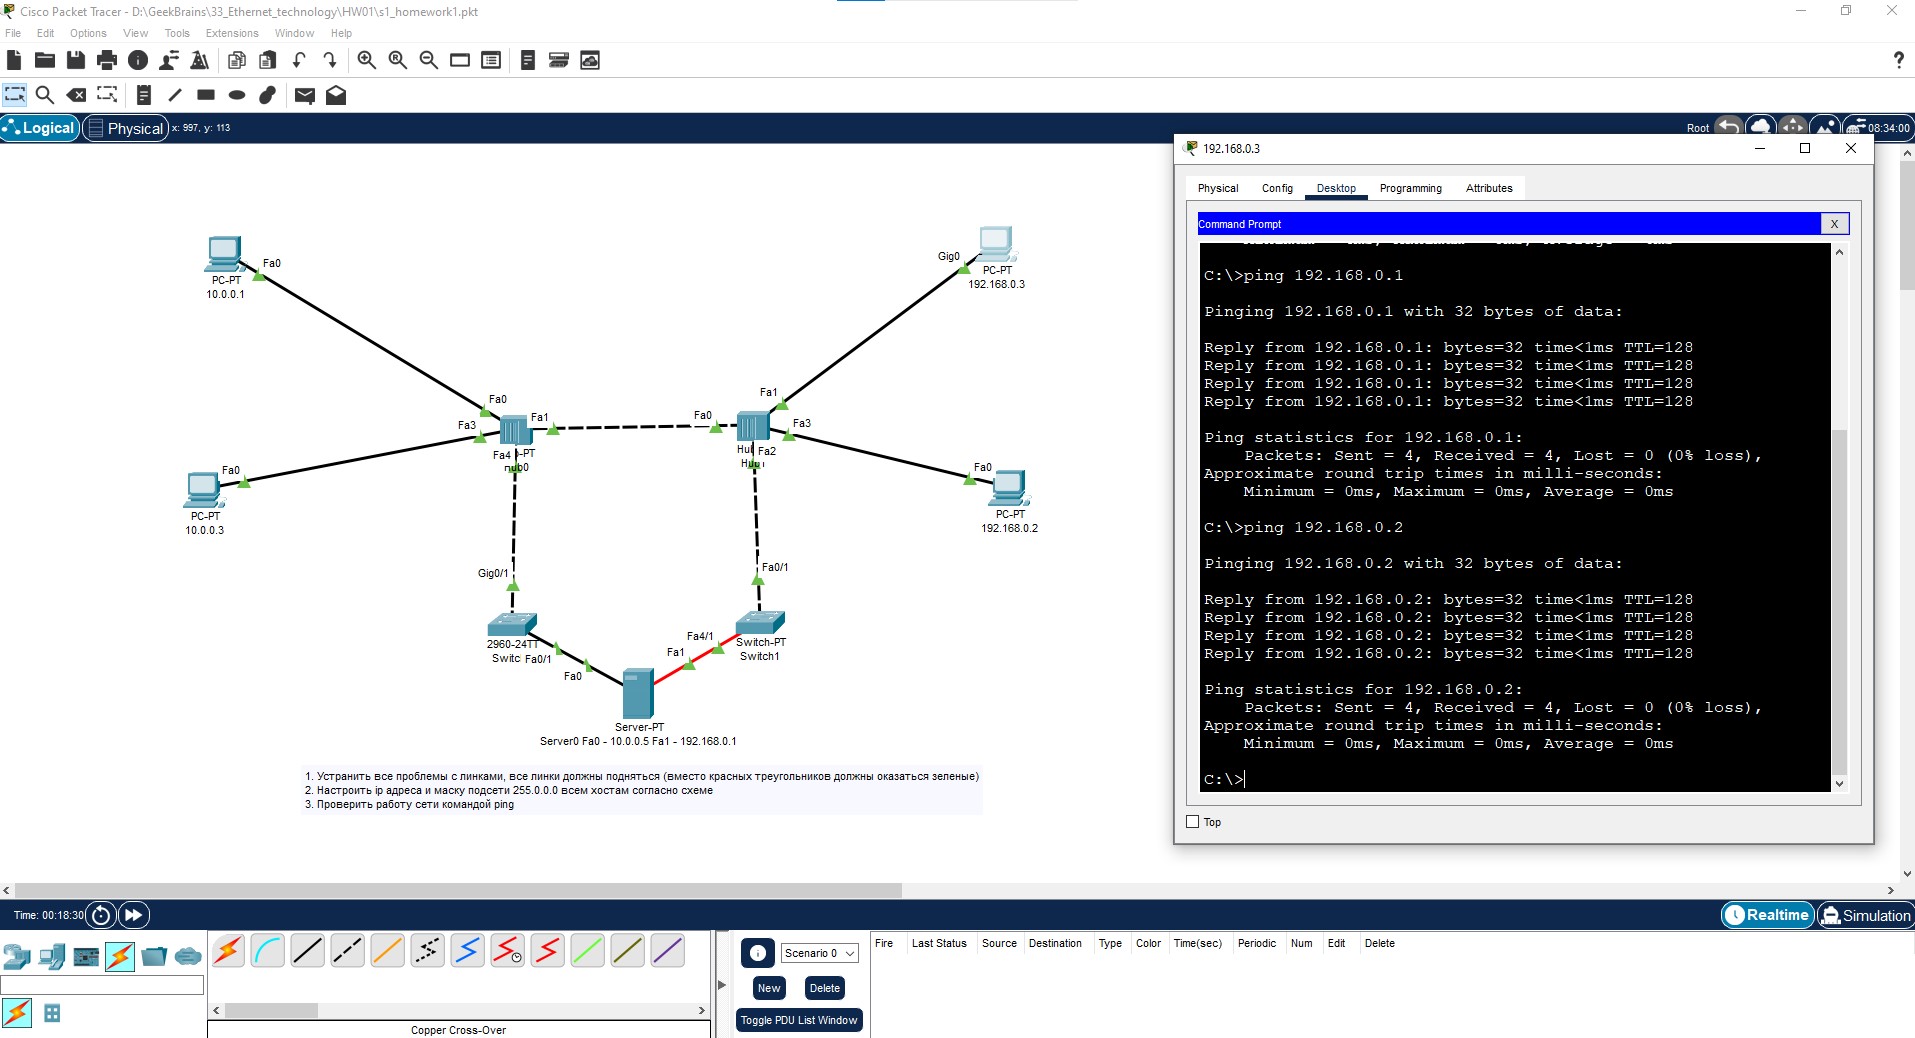 Cisco Packet Tracer - D:\GeekBrains\33_Ethernet_technology\HW01\s1_homework1.pkt
File Edit Options View Tools Extensions Window Help
?
Logical Physical x: 997, y: 113
Root 08:34:00
192.168.0.3
Physical Config Desktop Programming Attributes
Command Prompt X
C:\>ping 192.168.0.1
Pinging 192.168.0.1 with 32 bytes of data:
Reply from 192.168.0.1: bytes=32 time<1ms TTL=128
Reply from 192.168.0.1: bytes=32 time<1ms TTL=128
Reply from 192.168.0.1: bytes=32 time<1ms TTL=128
Reply from 192.168.0.1: bytes=32 time<1ms TTL=128
Ping statistics for 192.168.0.1:
Packets: Sent = 4, Received = 4, Lost = 0 (0% loss),
Approximate round trip times in milli-seconds:
Minimum = 0ms, Maximum = 0ms, Average = 0ms
C:\>ping 192.168.0.2
Pinging 192.168.0.2 with 32 bytes of data:
Reply from 192.168.0.2: bytes=32 time<1ms TTL=128
Reply from 192.168.0.2: bytes=32 time<1ms TTL=128
Reply from 192.168.0.2: bytes=32 time<1ms TTL=128
Reply from 192.168.0.2: bytes=32 time<1ms TTL=128
Ping statistics for 192.168.0.2:
Packets: Sent = 4, Received = 4, Lost = 0 (0% loss),
Approximate round trip times in milli-seconds:
Minimum = 0ms, Maximum = 0ms, Average = 0ms
C:\>
Top
Fa0
PC-PT
10.0.0.1
Gig0
PC-PT
192.168.0.3
Fa0
Fa3
Fa1
Fa4
-PT
Hub0
Fa0
Fa1
Fa3
Fa2
Fa0
PC-PT
10.0.0.3
Fa0
PC-PT
192.168.0.2
Gig0/1
2960-24TT
Fa0/1
Fa0
Fa0/1
Fa4/1
Switch-PT
Switch1
Fa1
Server-PT
Server0 Fa0 - 10.0.0.5 Fa1 - 192.168.0.1
1. Устранить все проблемы с линками, все линки должны подняться (вместо красных треугольников должны оказаться зеленые)
2. Настроить ip адреса и маску подсети 255.0.0.0 всем хостам согласно схеме
3. Проверить работу сети командой ping
Time: 00:18:30
Realtime Simulation
Scenario 0
New Delete
Toggle PDU List Window
Fire Last Status Source Destination Type Color Time(sec) Periodic Num Edit Delete
Copper Cross-Over